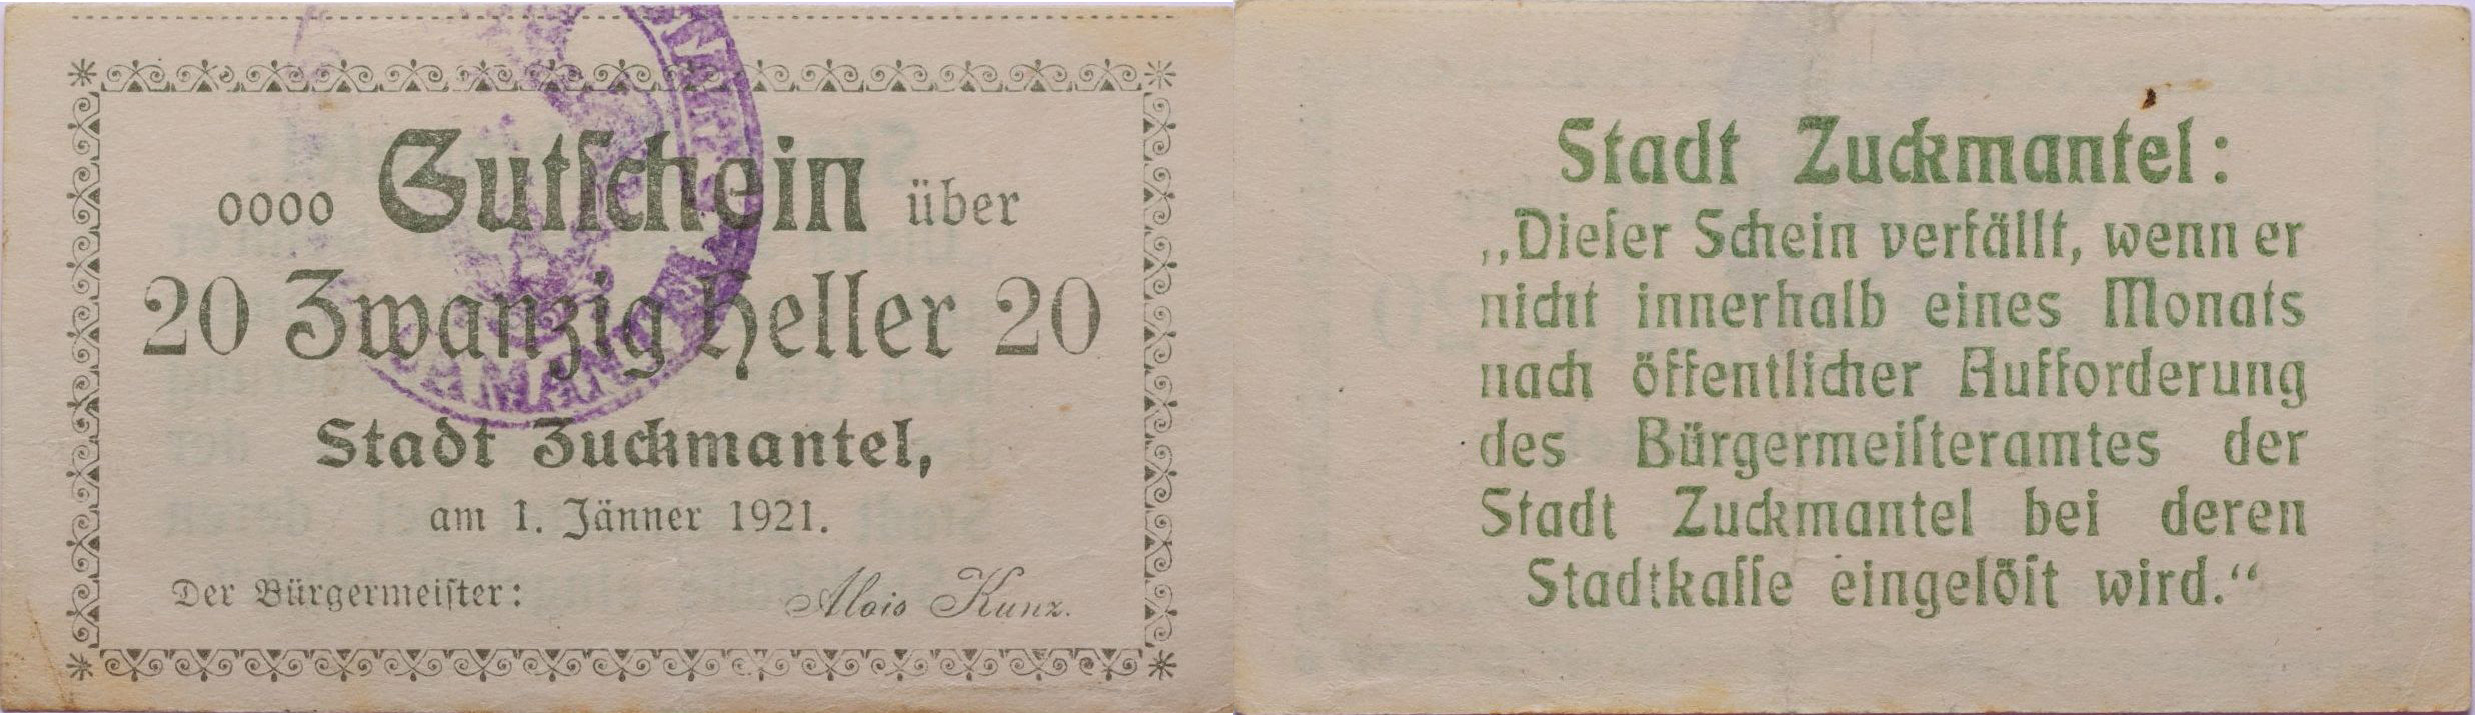 0000 Gutſchein über
20 Zwanzig Heller 20
Stadt Zuckmantel,
am 1. Jänner 1921.
Der Bürgermeiſter: Alois Kunz.
Stadt Zuckmantel:
„Dieſer Schein verfällt, wenn er
nicht innerhalb eines Monats
nach öffentlicher Aufforderung
des Bürgermeiſteramtes der
Stadt Zuckmantel bei deren
Stadtkaſſe eingelöſt wird.“